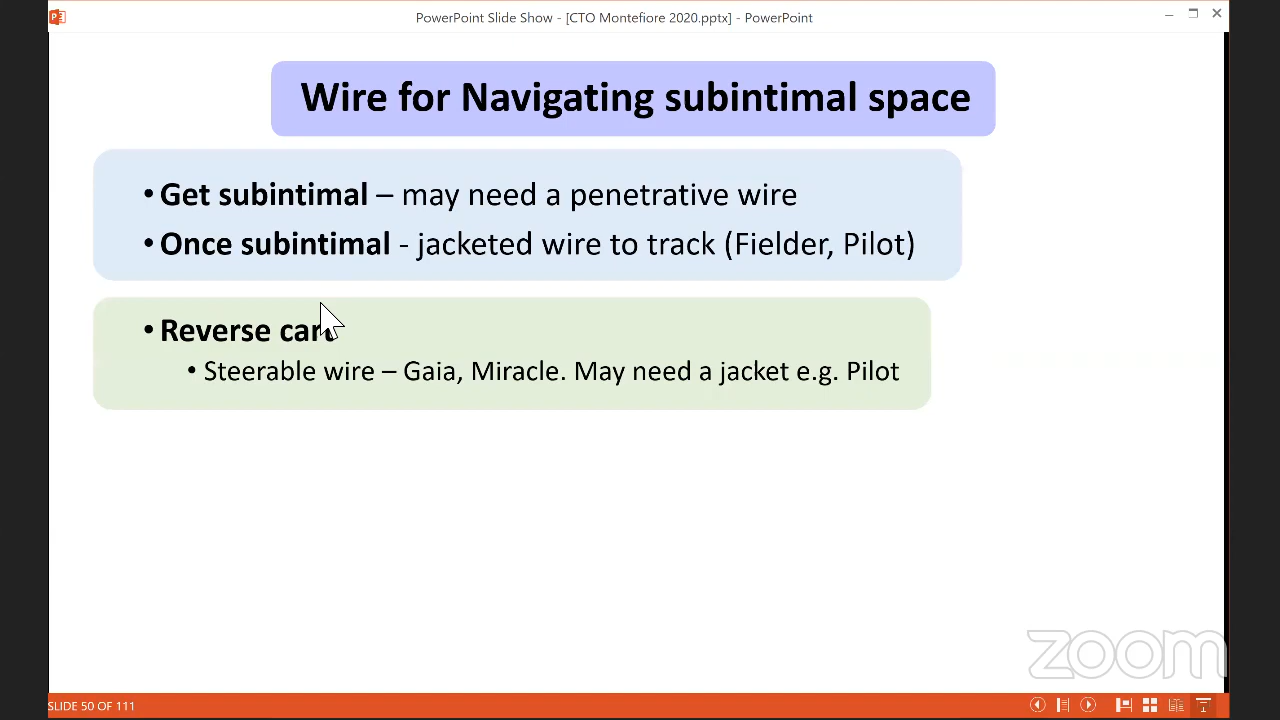 PowerPoint Slide Show - [CTO Montefiore 2020.pptx] - PowerPoint
Wire for Navigating subintimal space
• Get subintimal – may need a penetrative wire
• Once subintimal - jacketed wire to track (Fielder, Pilot)
• Reverse cart
• Steerable wire – Gaia, Miracle. May need a jacket e.g. Pilot
zoom
SLIDE 50 OF 111